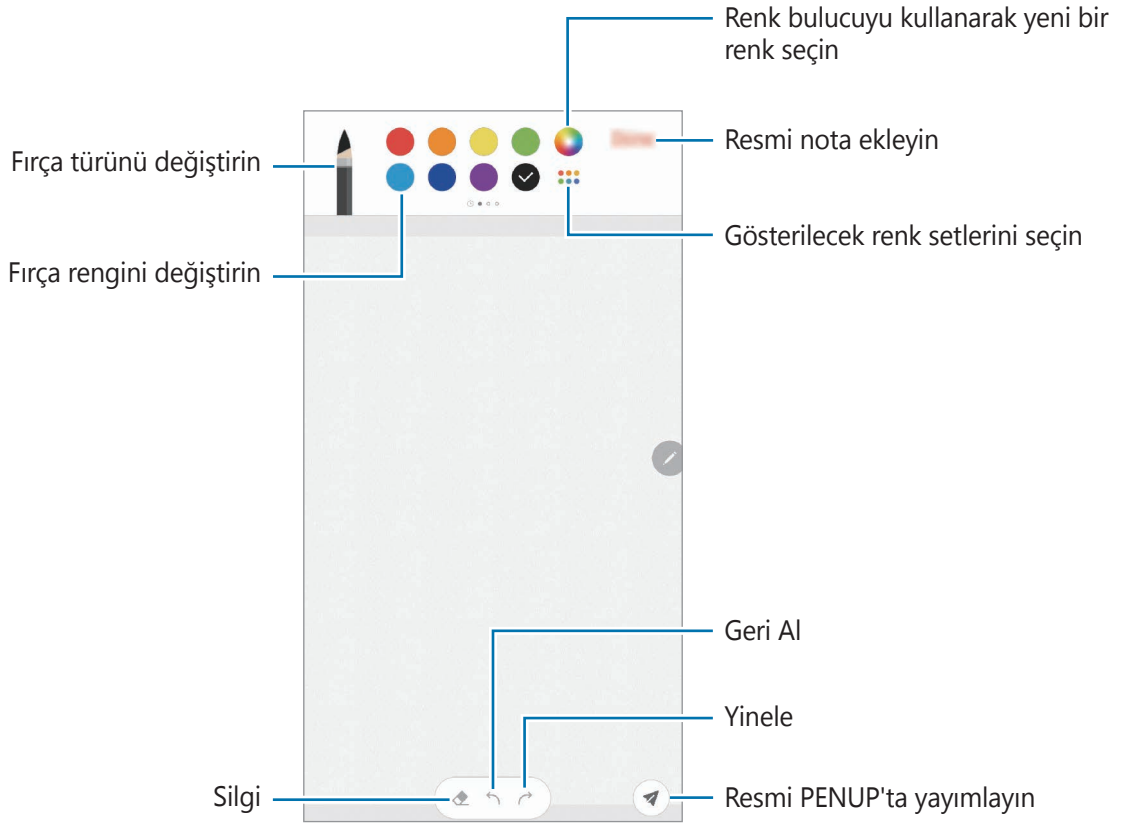 Renk bulucuyu kullanarak yeni bir
renk seçin
Resmi nota ekleyin
Fırça türünü değiştirin
Gösterilecek renk setlerini seçin
Fırça rengini değiştirin
Geri Al
Yinele
Silgi
Resmi PENUP'ta yayımlayın